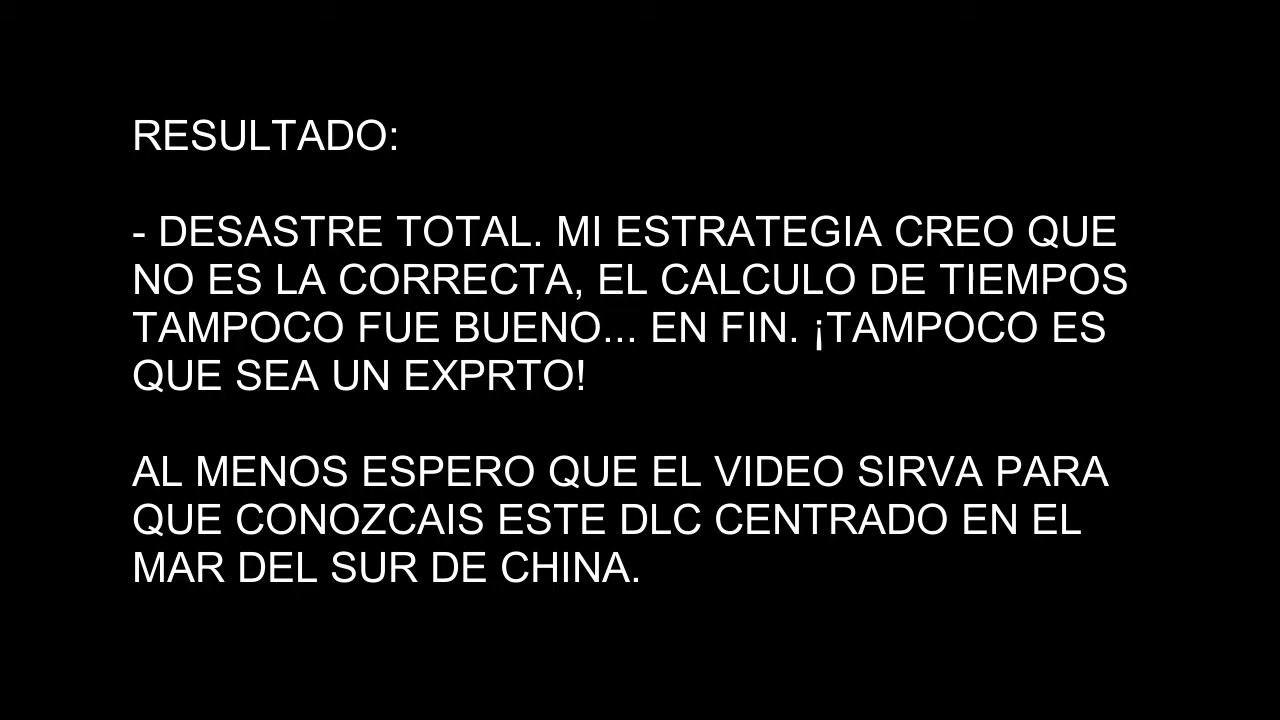 RESULTADO:
- DESASTRE TOTAL. MI ESTRATEGIA CREO QUE
NO ES LA CORRECTA, EL CALCULO DE TIEMPOS
TAMPOCO FUE BUENO... EN FIN. ¡TAMPOCO ES
QUE SEA UN EXPRTO!
AL MENOS ESPERO QUE EL VIDEO SIRVA PARA
QUE CONOZCAIS ESTE DLC CENTRADO EN EL
MAR DEL SUR DE CHINA.